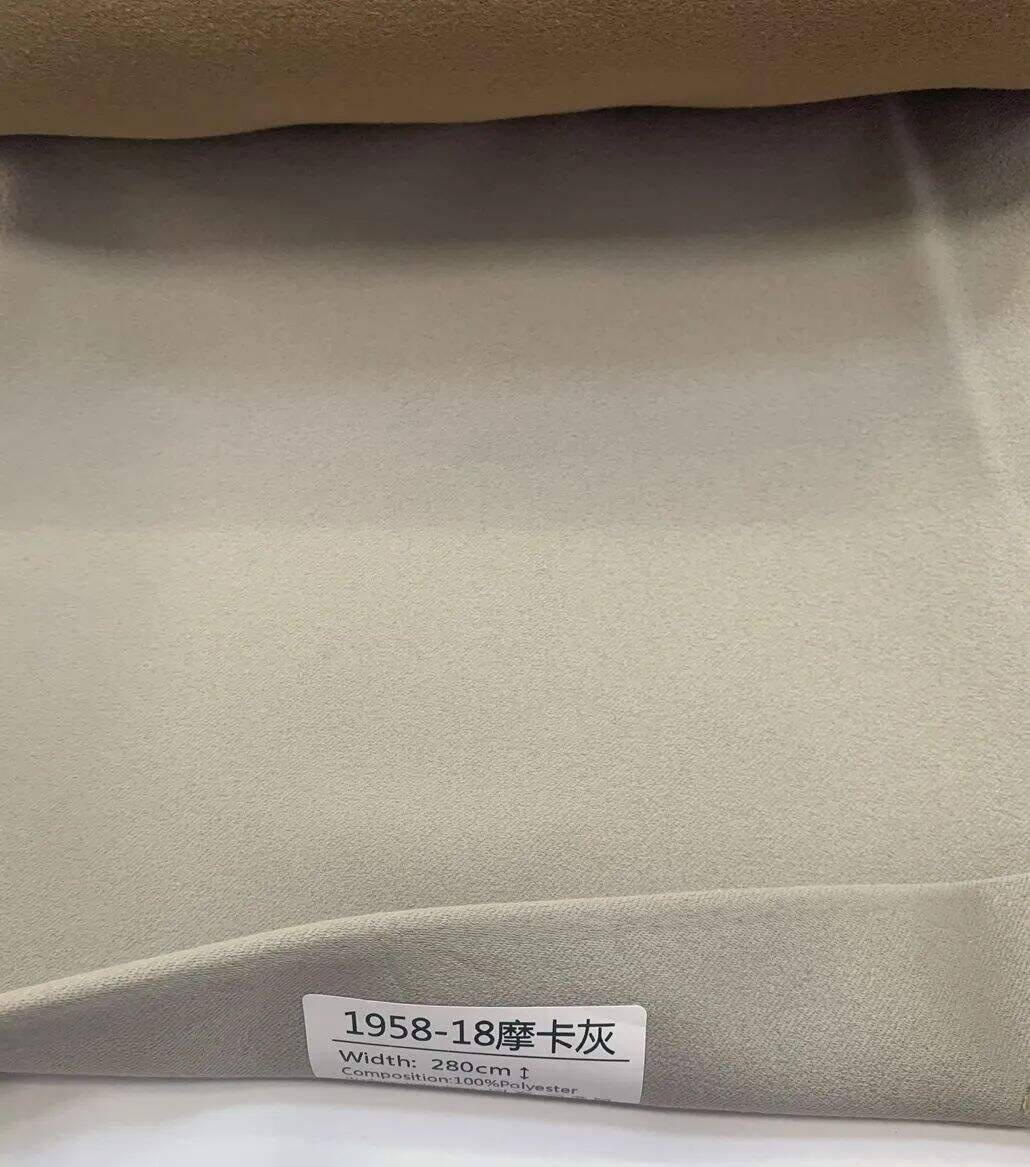 1958-18摩卡灰
Width: 280cm↕
Composition:100%Polyester